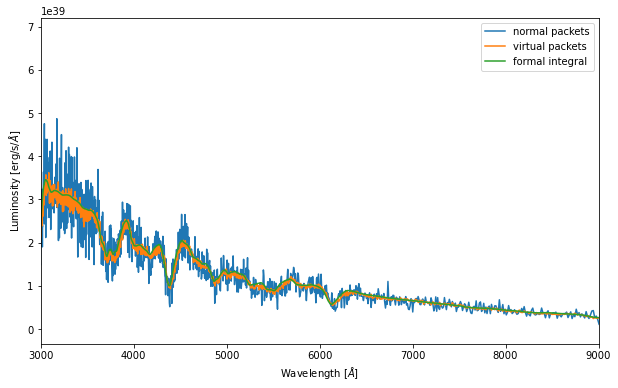 1e39
7
6
5
4
3
2
1
0
Luminosity [erg/s/Å]
normal packets
virtual packets
formal integral
3000 4000 5000 6000 7000 8000 9000
Wavelength [Å]